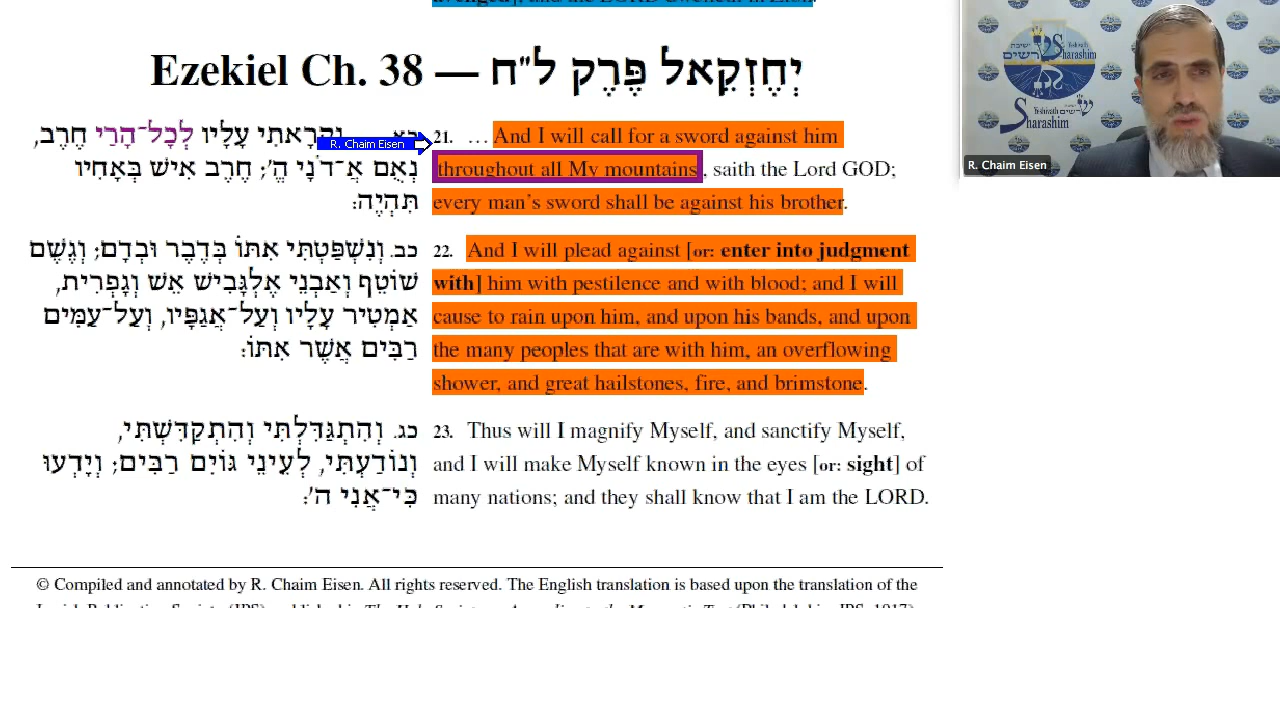 Ezekiel Ch. 38 — יְחֶזְקֵאל פֶּרֶק ל"ח
וְקָרָאתִי עָלָיו לְכָל־הָרַי חֶרֶב,
נְאֻם אֲ־דֹנָי הֱ'; חֶרֶב אִישׁ בְּאָחִיו
תִּהְיֶה:
21. … And I will call for a sword against him
throughout all My mountains, saith the Lord GOD;
every man's sword shall be against his brother.
כב. וְנִשְׁפַּטְתִּי אִתּוֹ בְּדֶבֶר וּבְדָם; וְגֶשֶׁם
שׁוֹטֵף וְאַבְנֵי אֶלְגָּבִישׁ אֵשׁ וְגָפְרִית,
אַמְטִיר עָלָיו וְעַל־אֲגַפָּיו, וְעַל־עַמִּים
רַבִּים אֲשֶׁר אִתּוֹ:
22. And I will plead against [or: enter into judgment
with] him with pestilence and with blood; and I will
cause to rain upon him, and upon his bands, and upon
the many peoples that are with him, an overflowing
shower, and great hailstones, fire, and brimstone.
כג. וְהִתְגַּדִּלְתִּי וְהִתְקַדִּשְׁתִּי,
וְנוֹדַעְתִּי, לְעֵינֵי גּוֹיִם רַבִּים; וְיָדְעוּ
כִּי־אֲנִי ה':
23. Thus will I magnify Myself, and sanctify Myself,
and I will make Myself known in the eyes [or: sight] of
many nations; and they shall know that I am the LORD.
© Compiled and annotated by R. Chaim Eisen. All rights reserved. The English translation is based upon the translation of the
R. Chaim Eisen
ישיבת
שרשים
Yeshivath
Sharashim
R. Chaim Eisen